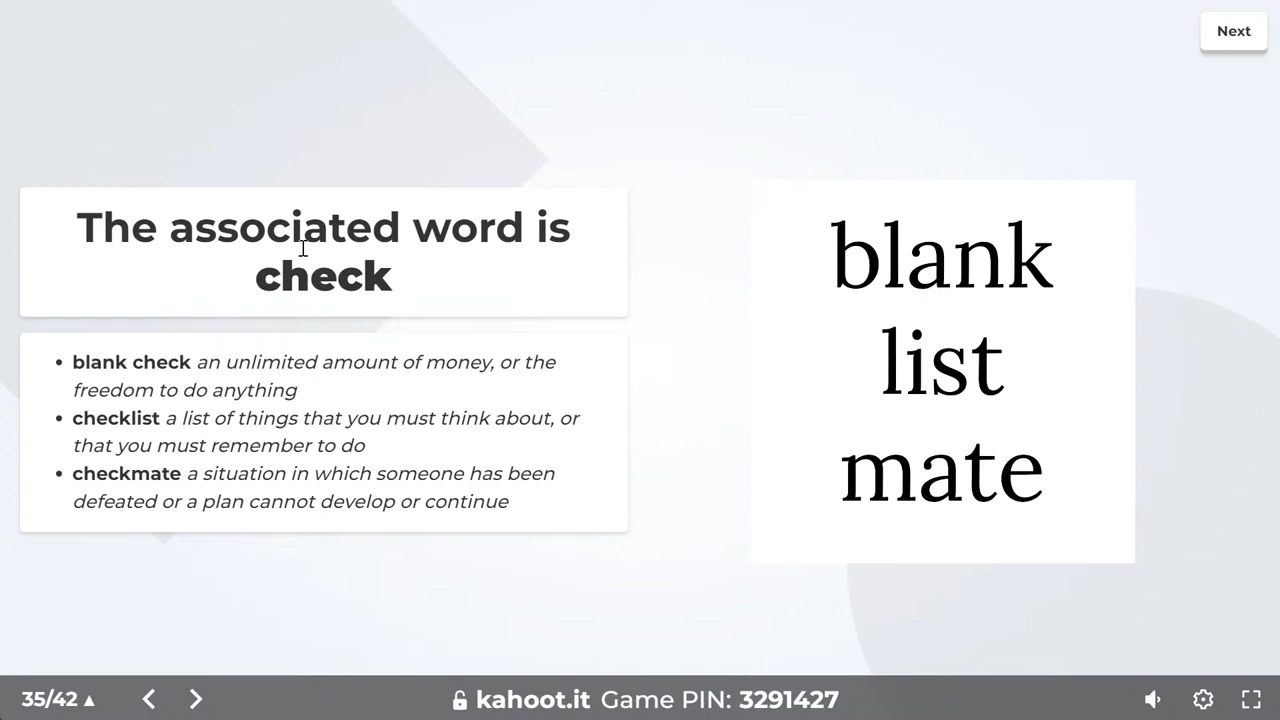 Next
The associated word is
check
• blank check an unlimited amount of money, or the
freedom to do anything
• checklist a list of things that you must think about, or
that you must remember to do
• checkmate a situation in which someone has been
defeated or a plan cannot develop or continue
blank
list
mate
35/42 ▲
kahoot.it Game PIN: 3291427